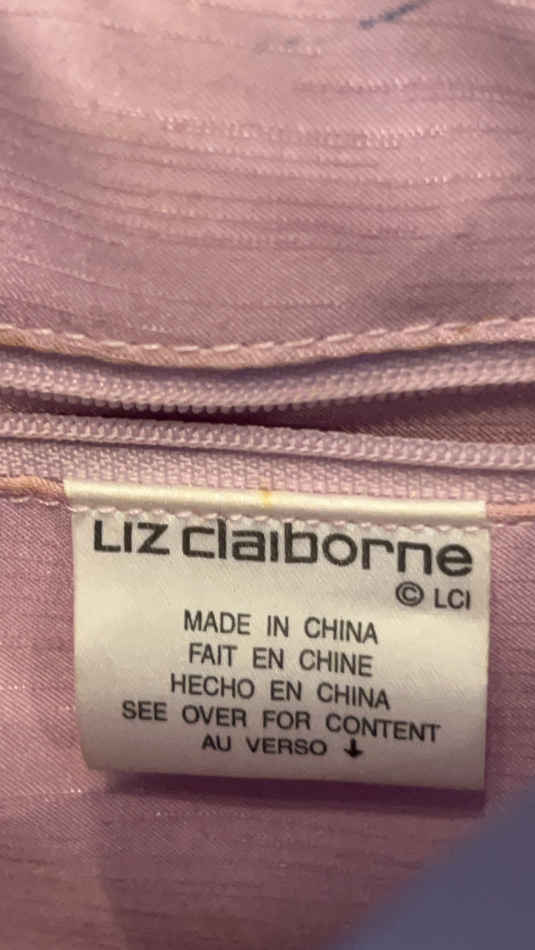 LIZ claiborne
© LCI
MADE IN CHINA
FAIT EN CHINE
HECHO EN CHINA
SEE OVER FOR CONTENT
AU VERSO ↓